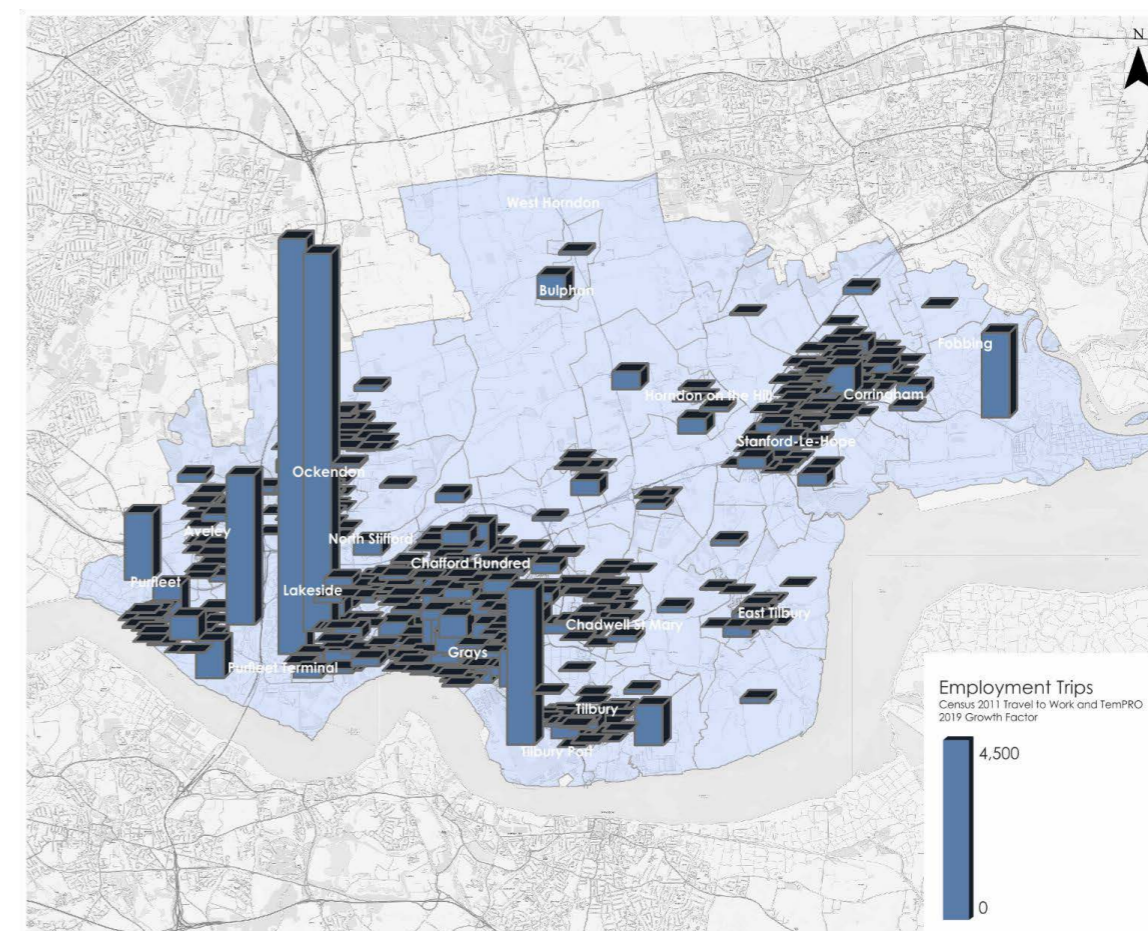 N
West Horndon
Bulphan
Fobbing
Horndon on the Hill
Corringham
Stanford-Le-Hope
Ockendon
Aveley
North Stifford
Chafford Hundred
Purfleet
Lakeside
East Tilbury
Chadwell St Mary
Grays
Purfleet Terminal
Tilbury
Tilbury Port
Employment Trips
Census 2011 Travel to Work and TemPRO
2019 Growth Factor
4,500
0